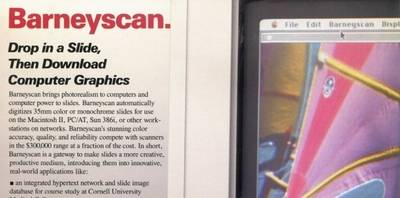 Barneyscan.
Drop in a Slide,
Then Download
Computer Graphics
Barneyscan brings photorealism to computers and
computer power to slides. Barneyscan automatically
digitizes 35mm color or monochrome slides for use
on the Macintosh II, PC/AT, Sun 386, or other work-
stations on networks. Barneyscan's stunning color
accuracy, quality, and reliability compete with scanners
in the $300,000 range at a fraction of the cost. In short,
Barneyscan is a gateway to make slides a more creative,
productive medium, introducing them into innovative,
real-world applications like:
■ an integrated hypertext network and slide image
database for course study at Cornell University
File Edit Barneyscan